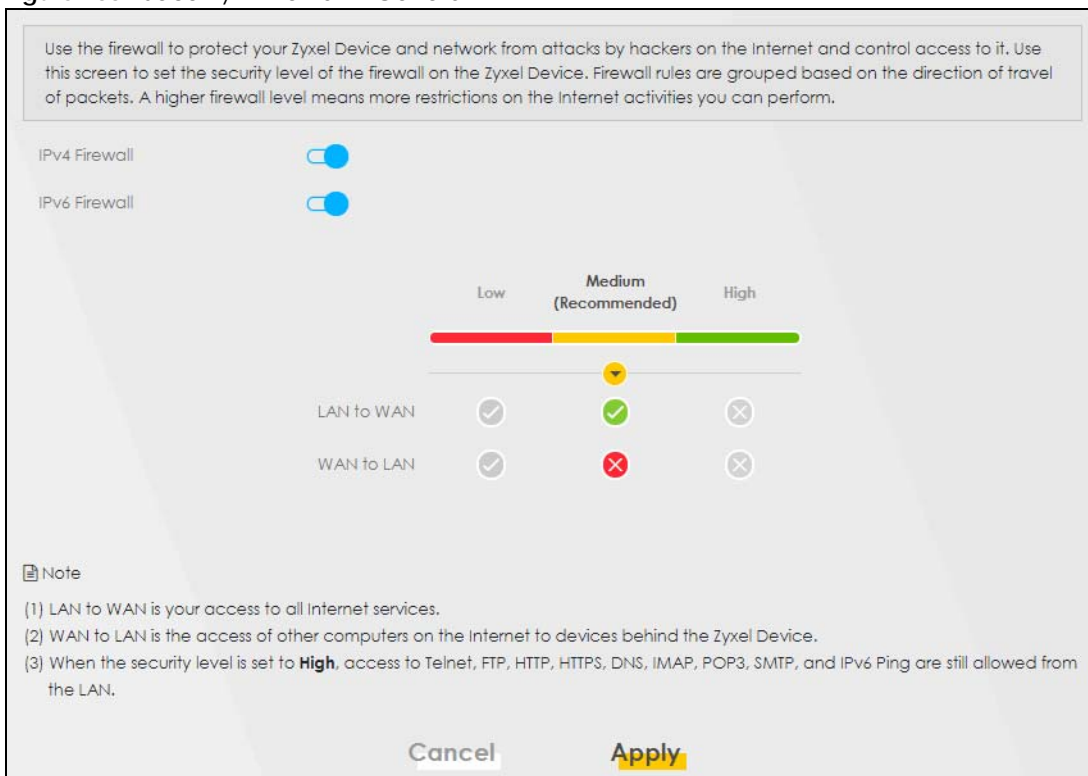 Use the firewall to protect your Zyxel Device and network from attacks by hackers on the Internet and control access to it. Use
this screen to set the security level of the firewall on the Zyxel Device. Firewall rules are grouped based on the direction of travel
of packets. A higher firewall level means more restrictions on the Internet activities you can perform.
IPv4 Firewall
IPv6 Firewall
Low
Medium
(Recommended)
High
LAN to WAN
WAN to LAN
Note
(1) LAN to WAN is your access to all Internet services.
(2) WAN to LAN is the access of other computers on the Internet to devices behind the Zyxel Device.
(3) When the security level is set to High, access to Telnet, FTP, HTTP, HTTPS, DNS, IMAP, POP3, SMTP, and IPv6 Ping are still allowed from
the LAN.
Cancel
Apply